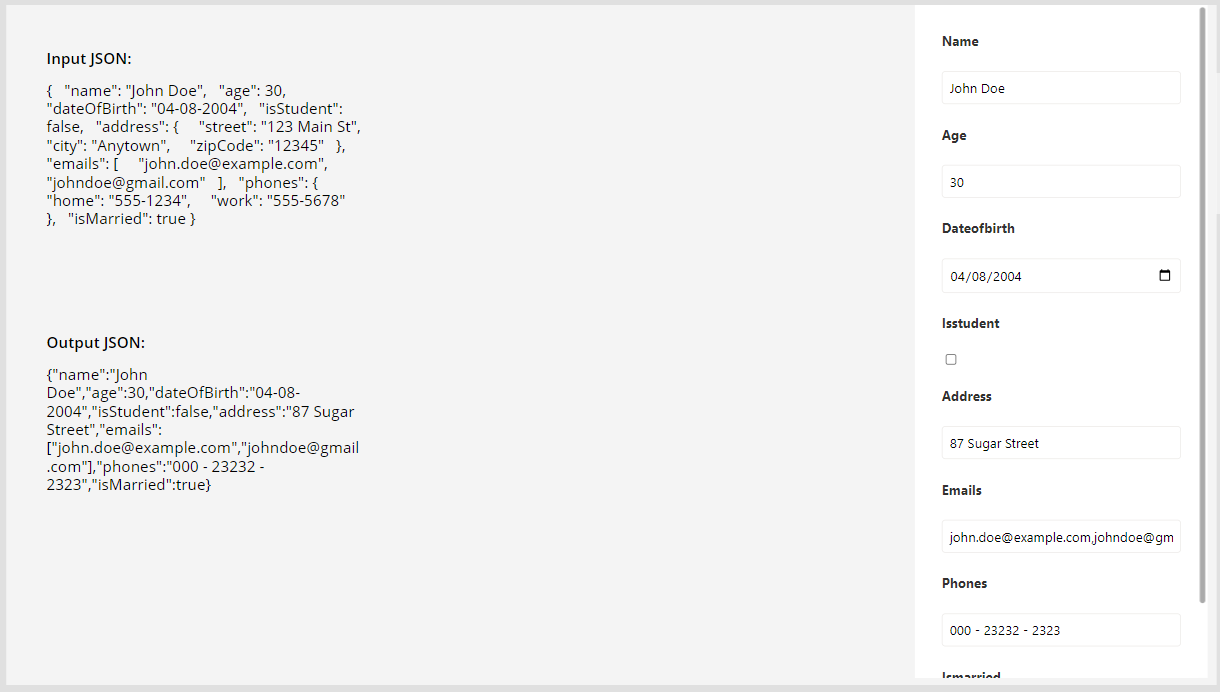 Input JSON:
{   "name": "John Doe",   "age": 30,
"dateOfBirth": "04-08-2004",   "isStudent":
false,   "address": {     "street": "123 Main St",
"city": "Anytown",     "zipCode": "12345"   },
"emails": [     "john.doe@example.com",
"johndoe@gmail.com"   ],   "phones": {
"home": "555-1234",     "work": "555-5678"
},   "isMarried": true }
Output JSON:
{"name":"John
Doe","age":30,"dateOfBirth":"04-08-
2004","isStudent":false,"address":"87 Sugar
Street","emails":
["john.doe@example.com","johndoe@gmail
.com"],"phones":"000 - 23232 -
2323","isMarried":true}
Name
John Doe
Age
30
Dateofbirth
04/08/2004
Isstudent
Address
87 Sugar Street
Emails
john.doe@example.com,johndoe@gm
Phones
000 - 23232 - 2323
Ismarried